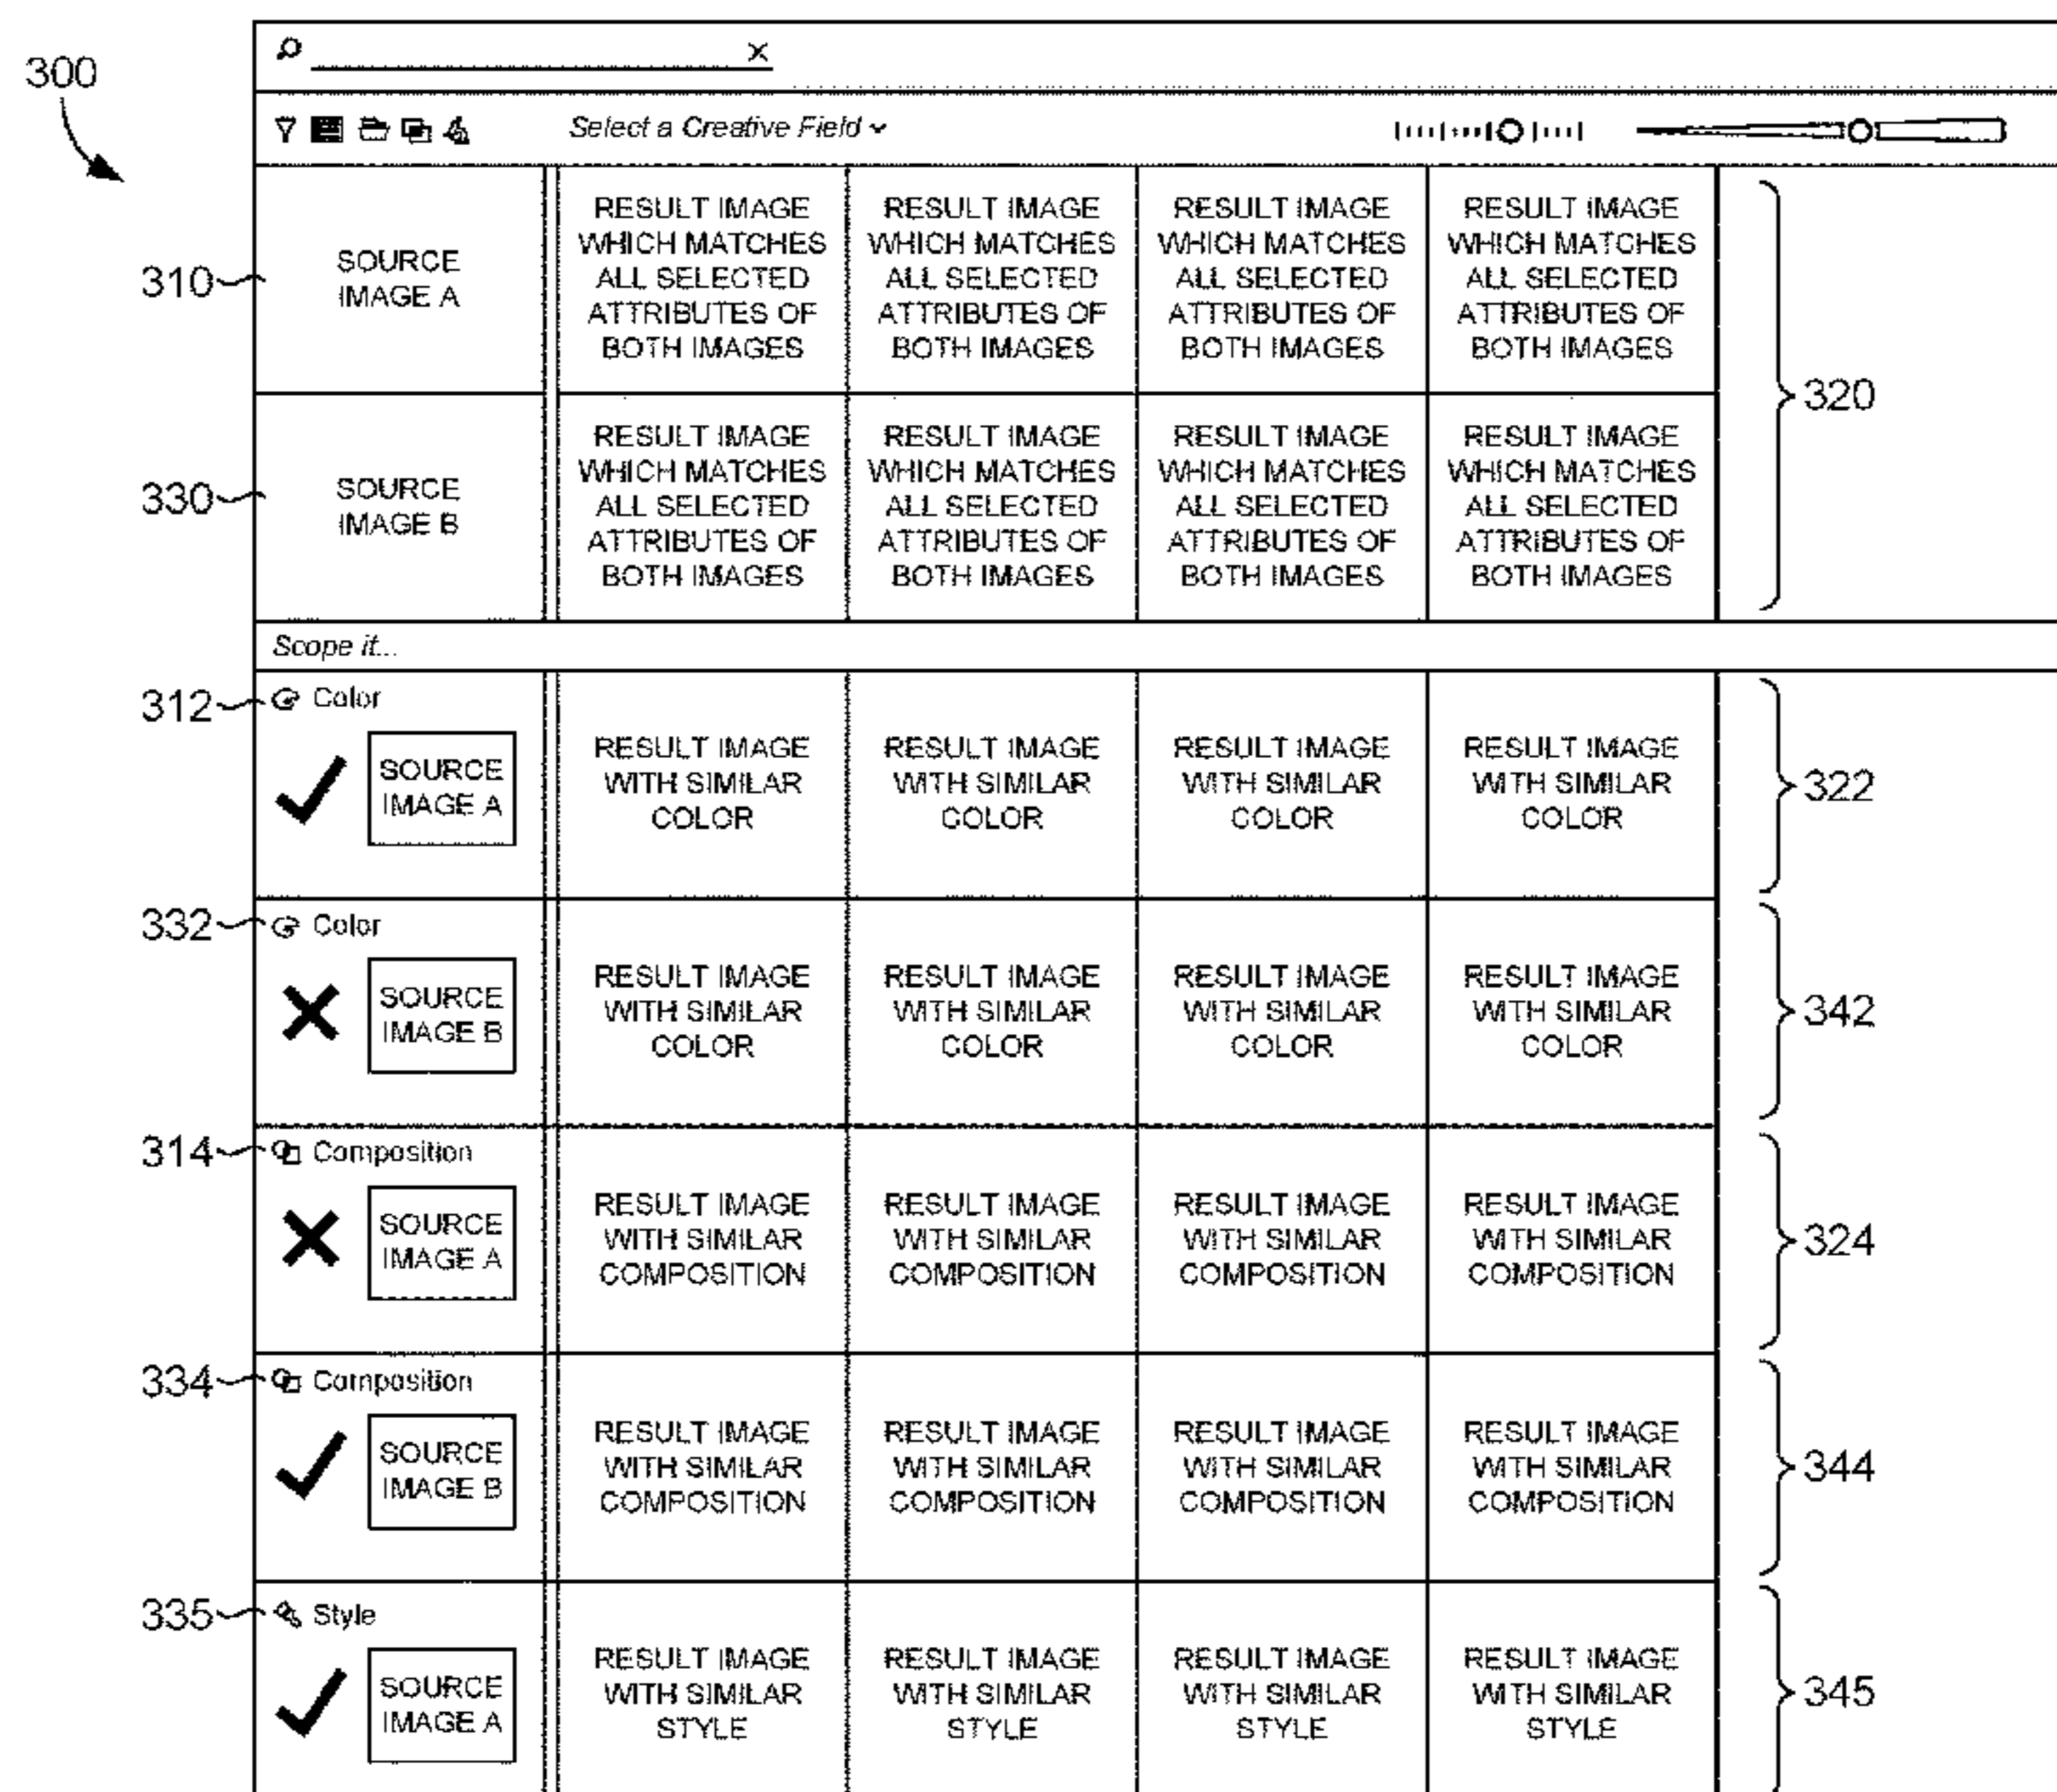 300
Select a Creative Field
310
SOURCE
IMAGE A
RESULT IMAGE
WHICH MATCHES
ALL SELECTED
ATTRIBUTES OF
BOTH IMAGES
RESULT IMAGE
WHICH MATCHES
ALL SELECTED
ATTRIBUTES OF
BOTH IMAGES
RESULT IMAGE
WHICH MATCHES
ALL SELECTED
ATTRIBUTES OF
BOTH IMAGES
RESULT IMAGE
WHICH MATCHES
ALL SELECTED
ATTRIBUTES OF
BOTH IMAGES
320
330
SOURCE
IMAGE B
RESULT IMAGE
WHICH MATCHES
ALL SELECTED
ATTRIBUTES OF
BOTH IMAGES
RESULT IMAGE
WHICH MATCHES
ALL SELECTED
ATTRIBUTES OF
BOTH IMAGES
RESULT IMAGE
WHICH MATCHES
ALL SELECTED
ATTRIBUTES OF
BOTH IMAGES
RESULT IMAGE
WHICH MATCHES
ALL SELECTED
ATTRIBUTES OF
BOTH IMAGES
Scope it...
312
Color
SOURCE
IMAGE A
RESULT IMAGE
WITH SIMILAR
COLOR
RESULT IMAGE
WITH SIMILAR
COLOR
RESULT IMAGE
WITH SIMILAR
COLOR
RESULT IMAGE
WITH SIMILAR
COLOR
322
332
Color
SOURCE
IMAGE B
RESULT IMAGE
WITH SIMILAR
COLOR
RESULT IMAGE
WITH SIMILAR
COLOR
RESULT IMAGE
WITH SIMILAR
COLOR
RESULT IMAGE
WITH SIMILAR
COLOR
342
314
Composition
SOURCE
IMAGE A
RESULT IMAGE
WITH SIMILAR
COMPOSITION
RESULT IMAGE
WITH SIMILAR
COMPOSITION
RESULT IMAGE
WITH SIMILAR
COMPOSITION
RESULT IMAGE
WITH SIMILAR
COMPOSITION
324
334
Composition
SOURCE
IMAGE B
RESULT IMAGE
WITH SIMILAR
COMPOSITION
RESULT IMAGE
WITH SIMILAR
COMPOSITION
RESULT IMAGE
WITH SIMILAR
COMPOSITION
RESULT IMAGE
WITH SIMILAR
COMPOSITION
344
335
Style
SOURCE
IMAGE A
RESULT IMAGE
WITH SIMILAR
STYLE
RESULT IMAGE
WITH SIMILAR
STYLE
RESULT IMAGE
WITH SIMILAR
STYLE
RESULT IMAGE
WITH SIMILAR
STYLE
345